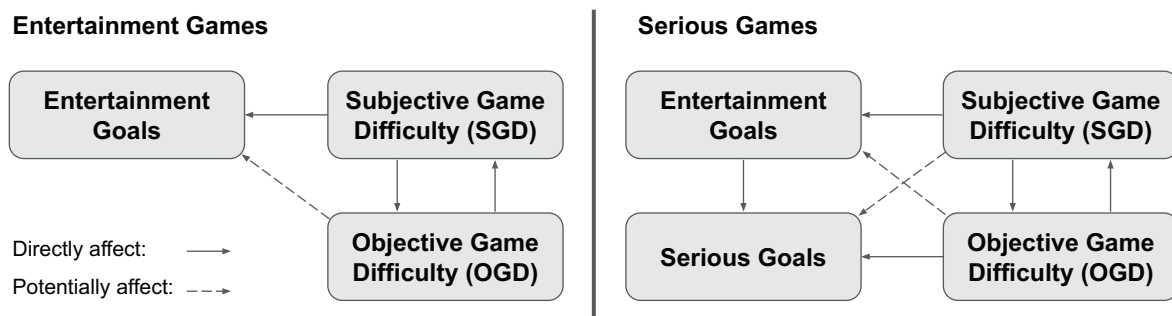 Entertainment Games
Entertainment
Goals
Subjective Game
Difficulty (SGD)
Objective Game
Difficulty (OGD)
Directly affect:
Potentially affect:
Serious Games
Entertainment
Goals
Subjective Game
Difficulty (SGD)
Serious Goals
Objective Game
Difficulty (OGD)